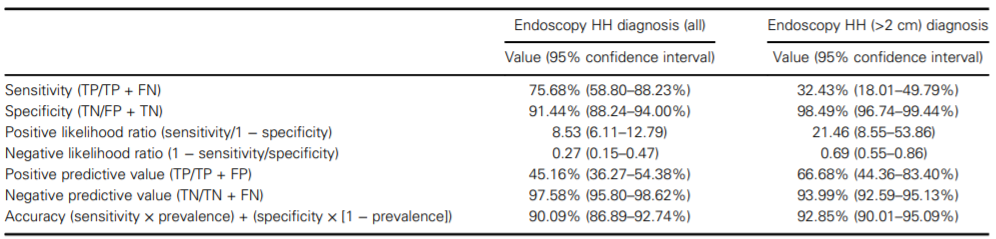 Endoscopy HH diagnosis (all) Endoscopy HH (>2 cm) diagnosis
Value (95% confidence interval) Value (95% confidence interval)
Sensitivity (TP/TP + FN) 75.68% (58.80–88.23%) 32.43% (18.01–49.79%)
Specificity (TN/FP + TN) 91.44% (88.24–94.00%) 98.49% (96.74–99.44%)
Positive likelihood ratio (sensitivity/1 − specificity) 8.53 (6.11–12.79) 21.46 (8.55–53.86)
Negative likelihood ratio (1 − sensitivity/specificity) 0.27 (0.15–0.47) 0.69 (0.55–0.86)
Positive predictive value (TP/TP + FP) 45.16% (36.27–54.38%) 66.68% (44.36–83.40%)
Negative predictive value (TN/TN + FN) 97.58% (95.80–98.62%) 93.99% (92.59–95.13%)
Accuracy (sensitivity × prevalence) + (specificity × [1 − prevalence]) 90.09% (86.89–92.74%) 92.85% (90.01–95.09%)